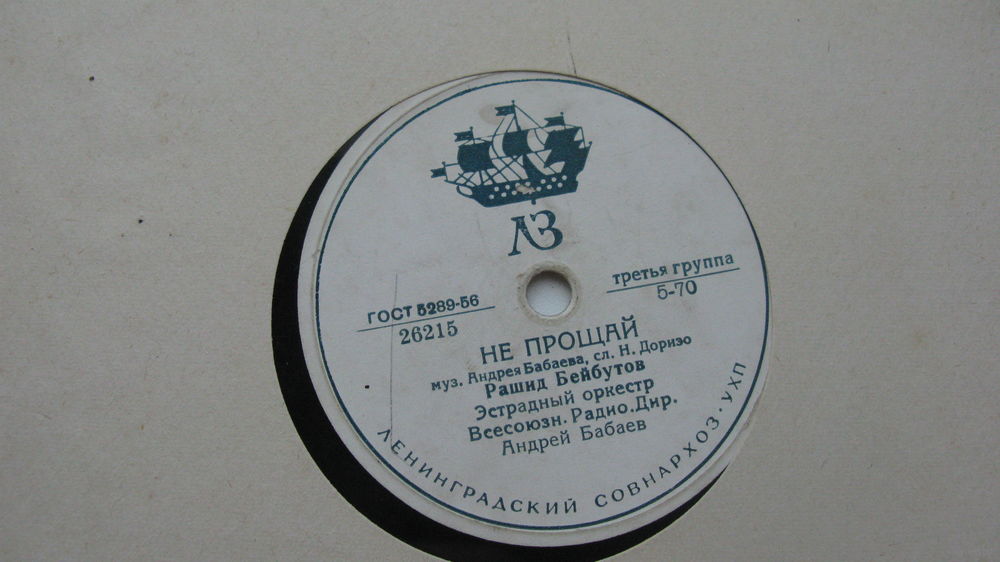 ЛЗ
ГОСТ 5289-56
26215
третья группа
5-70
НЕ ПРОЩАЙ
муз. Андрея Бабаева, сл. Н. Доризо
Рашид Бейбутов
Эстрадный оркестр
Всесоюзн. Радио. Дир.
Андрей Бабаев
ЛЕНИНГРАДСКИЙ СОВНАРХОЗ · УХП